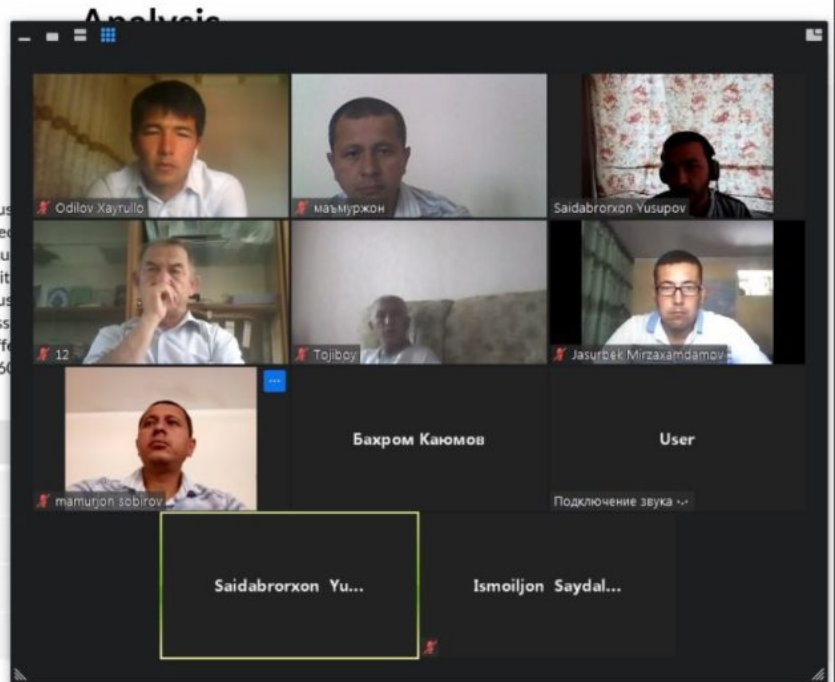 Analysis
Odilov Xayrullo
маъмуржон
Saidabrorxon Yusupov
12
Tojiboy
Jasurbek Mirzaxamdamov
mamurjon sobirov
Бахром Каюмов
User
Подключение звука
Saidabrorxon Yu...
Ismoiljon Saydal...